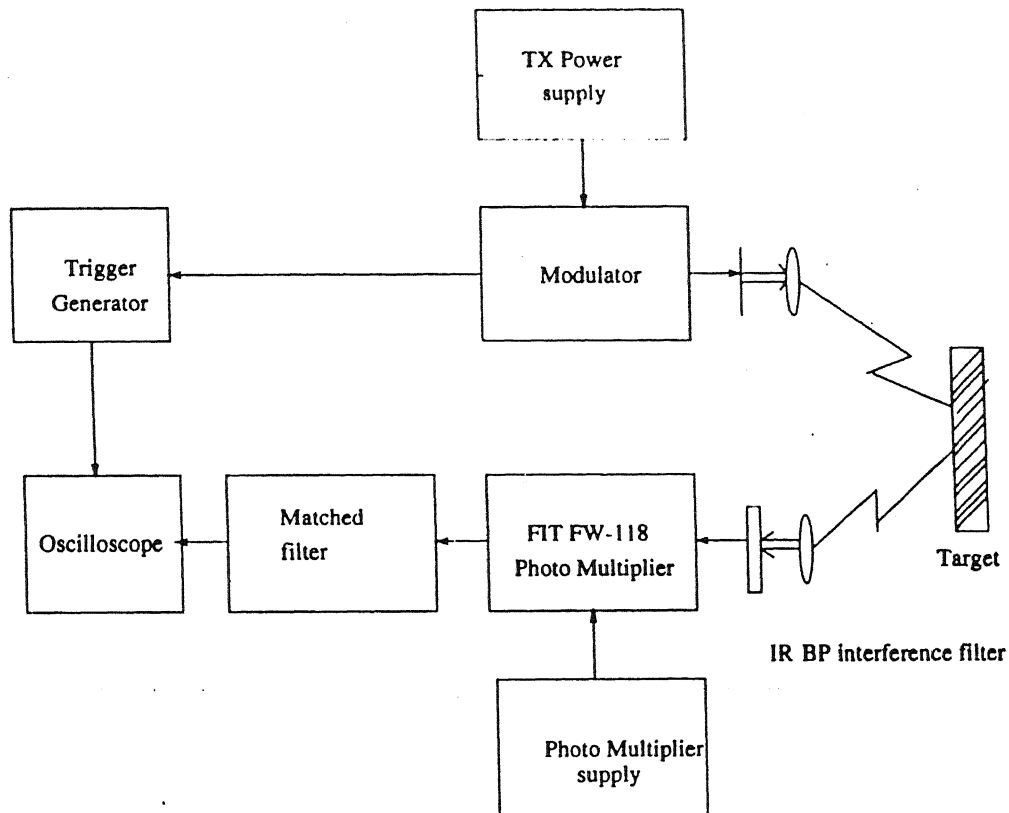 TX Power
supply
Trigger
Generator
Modulator
Oscilloscope
Matched
filter
FIT FW-118
Photo Multiplier
Target
IR BP interference filter
Photo Multiplier
supply